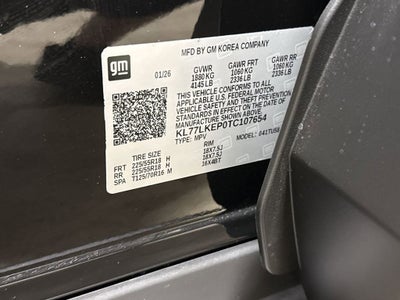 gm
MFD BY GM KOREA COMPANY
01/26
GVWR GAWR FRT GAWR RR
1880 KG 1060 KG 1060 KG
4145 LB 2336 LB 2336 LB
THIS VEHICLE CONFORMS TO ALL
APPLICABLE U.S. FEDERAL MOTOR
VEHICLE SAFETY AND THEFT PREVENTION
STANDARDS IN EFFECT ON THE DATE OF
MANUFACTURE SHOWN ABOVE.
KL77LKEP0TC107654
TYPE: MPV MODEL: 041TU58
TIRE SIZE RIM
FRT 225/55R18 H 18X7.5J
RR 225/55R18 H 18X7.5J
SPA T125/70R16 M 16X4BT